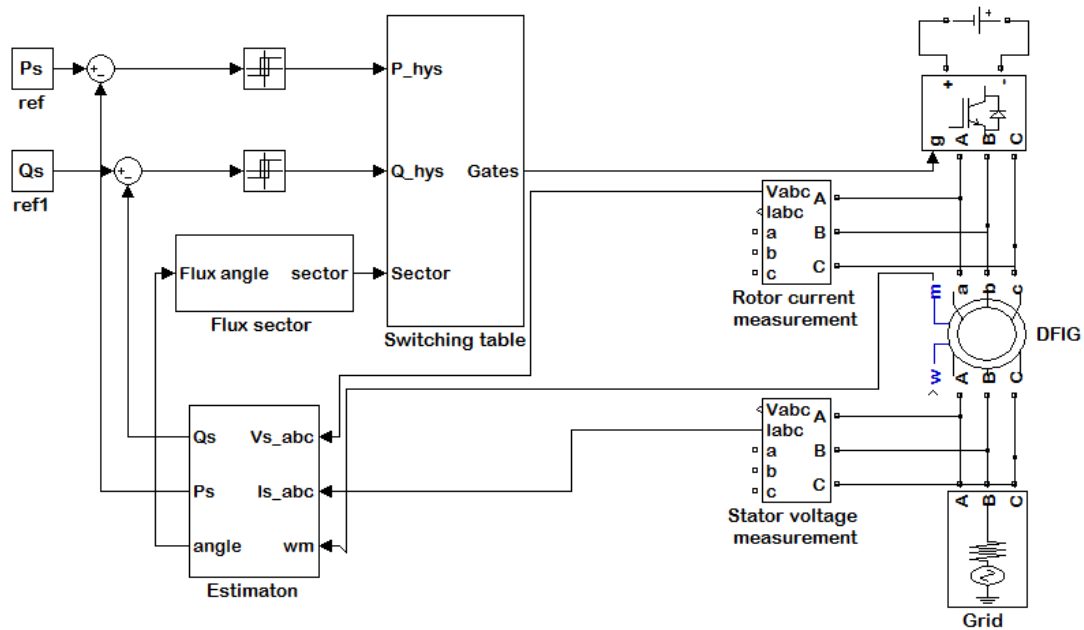 Ps
ref
+
-
P_hys
Qs
ref1
+
-
Q_hys
Gates
Flux angle
sector
Flux sector
Sector
Switching table
Qs
Ps
angle
Vs_abc
Is_abc
wm
Estimaton
Vabc
Iabc
a
b
c
A
B
C
Rotor current
measurement
Vabc
Iabc
a
b
c
A
B
C
Stator voltage
measurement
+
+
-
g
A
B
C
m
a
b
c
DFIG
w
A
B
C
A
B
C
Grid